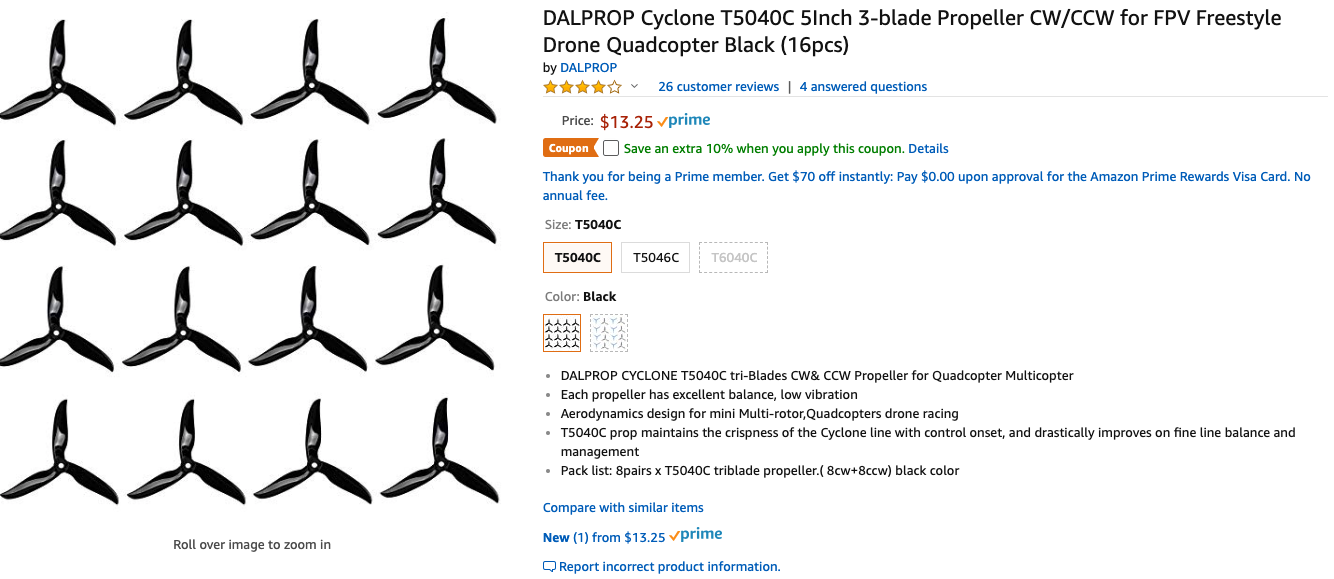 DALPROP Cyclone T5040C 5Inch 3-blade Propeller CW/CCW for FPV Freestyle
Drone Quadcopter Black (16pcs)
by DALPROP
26 customer reviews | 4 answered questions
Price: $13.25 prime
Coupon Save an extra 10% when you apply this coupon. Details
Thank you for being a Prime member. Get $70 off instantly: Pay $0.00 upon approval for the Amazon Prime Rewards Visa Card. No
annual fee.
Size: T5040C
T5040C T5046C T6040C
Color: Black
• DALPROP CYCLONE T5040C tri-Blades CW& CCW Propeller for Quadcopter Multicopter
• Each propeller has excellent balance, low vibration
• Aerodynamics design for mini Multi-rotor,Quadcopters drone racing
• T5040C prop maintains the crispness of the Cyclone line with control onset, and drastically improves on fine line balance and
management
• Pack list: 8pairs x T5040C triblade propeller.( 8cw+8ccw) black color
Roll over image to zoom in
Compare with similar items
New (1) from $13.25 prime
Report incorrect product information.